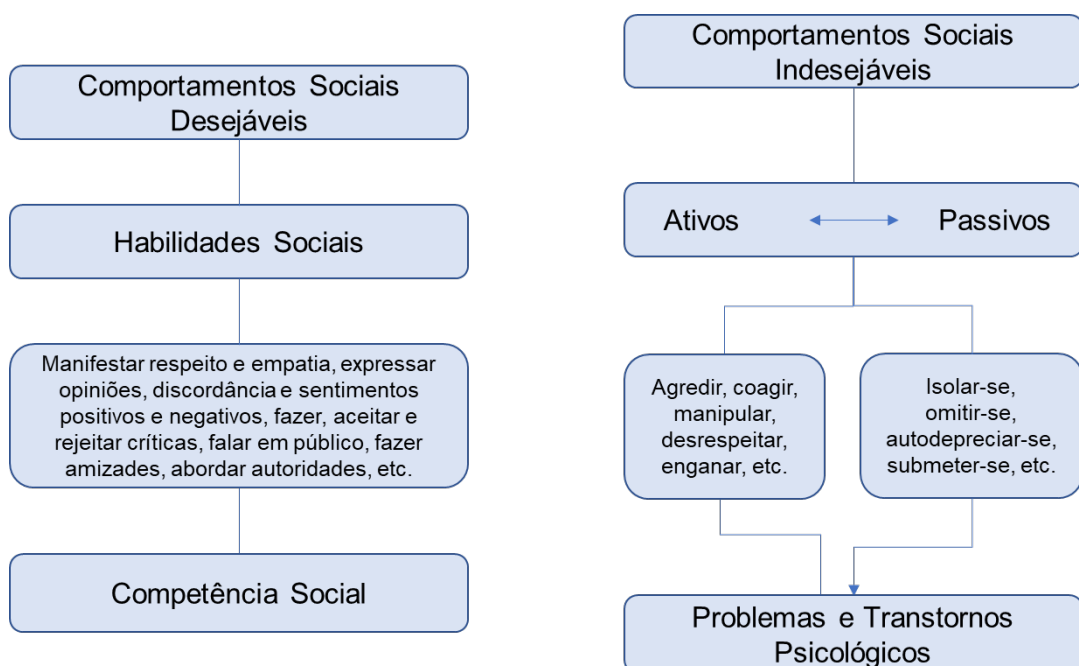 Comportamentos Sociais
Desejáveis
Habilidades Sociais
Manifestar respeito e empatia, expressar
opiniões, discordância e sentimentos
positivos e negativos, fazer, aceitar e
rejeitar críticas, falar em público, fazer
amizades, abordar autoridades, etc.
Competência Social
Comportamentos Sociais
Indesejáveis
Ativos
Passivos
Agredir, coagir,
manipular,
desrespeitar,
enganar, etc.
Isolar-se,
omitir-se,
autodepreciar-se,
submeter-se, etc.
Problemas e Transtornos
Psicológicos